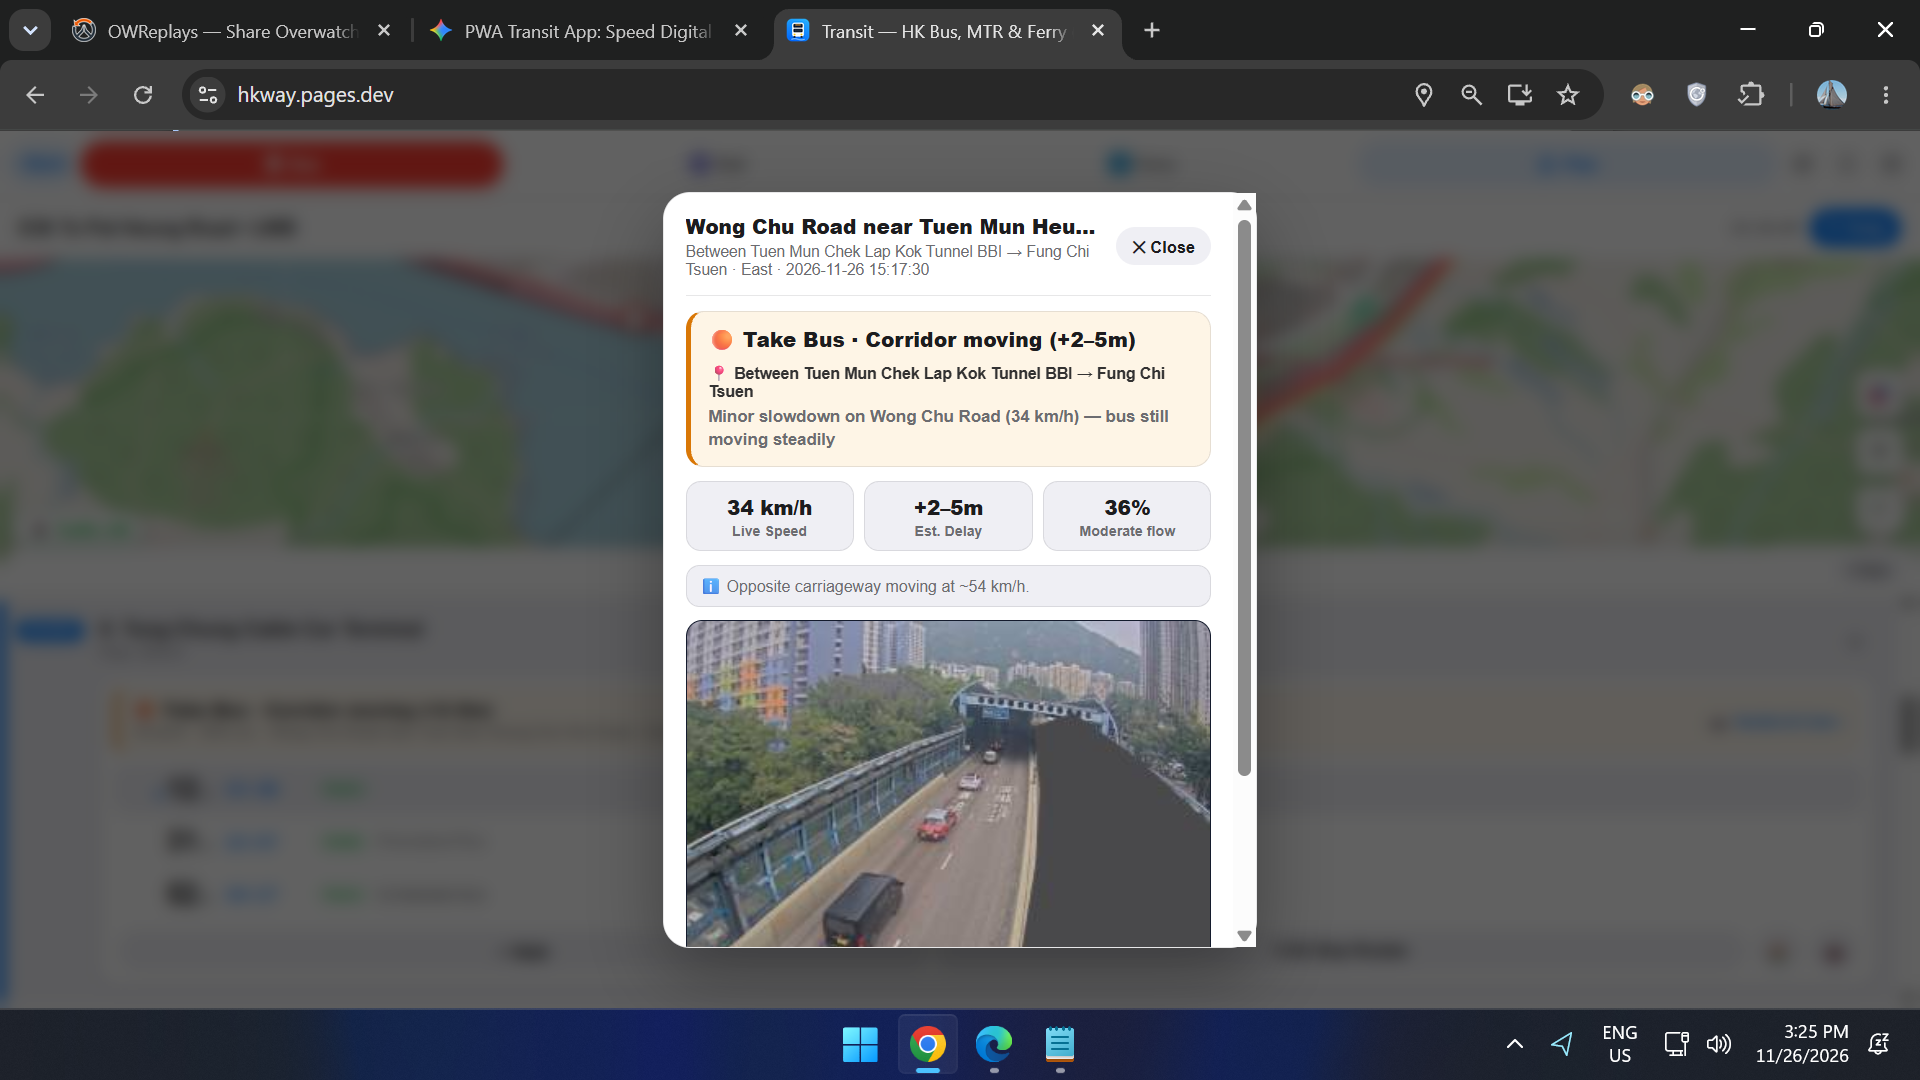 OWReplays — Share Overwatch
PWA Transit App: Speed Digital
Transit — HK Bus, MTR & Ferry
hkway.pages.dev
Wong Chu Road near Tuen Mun Heu...
Between Tuen Mun Chek Lap Kok Tunnel BBI → Fung Chi
Tsuen · East · 2026-11-26 15:17:30
Close
Take Bus · Corridor moving (+2–5m)
Between Tuen Mun Chek Lap Kok Tunnel BBI → Fung Chi
Tsuen
Minor slowdown on Wong Chu Road (34 km/h) — bus still
moving steadily
34 km/h
Live Speed
+2–5m
Est. Delay
36%
Moderate flow
Opposite carriageway moving at ~54 km/h.
ENG
US
3:25 PM
11/26/2026